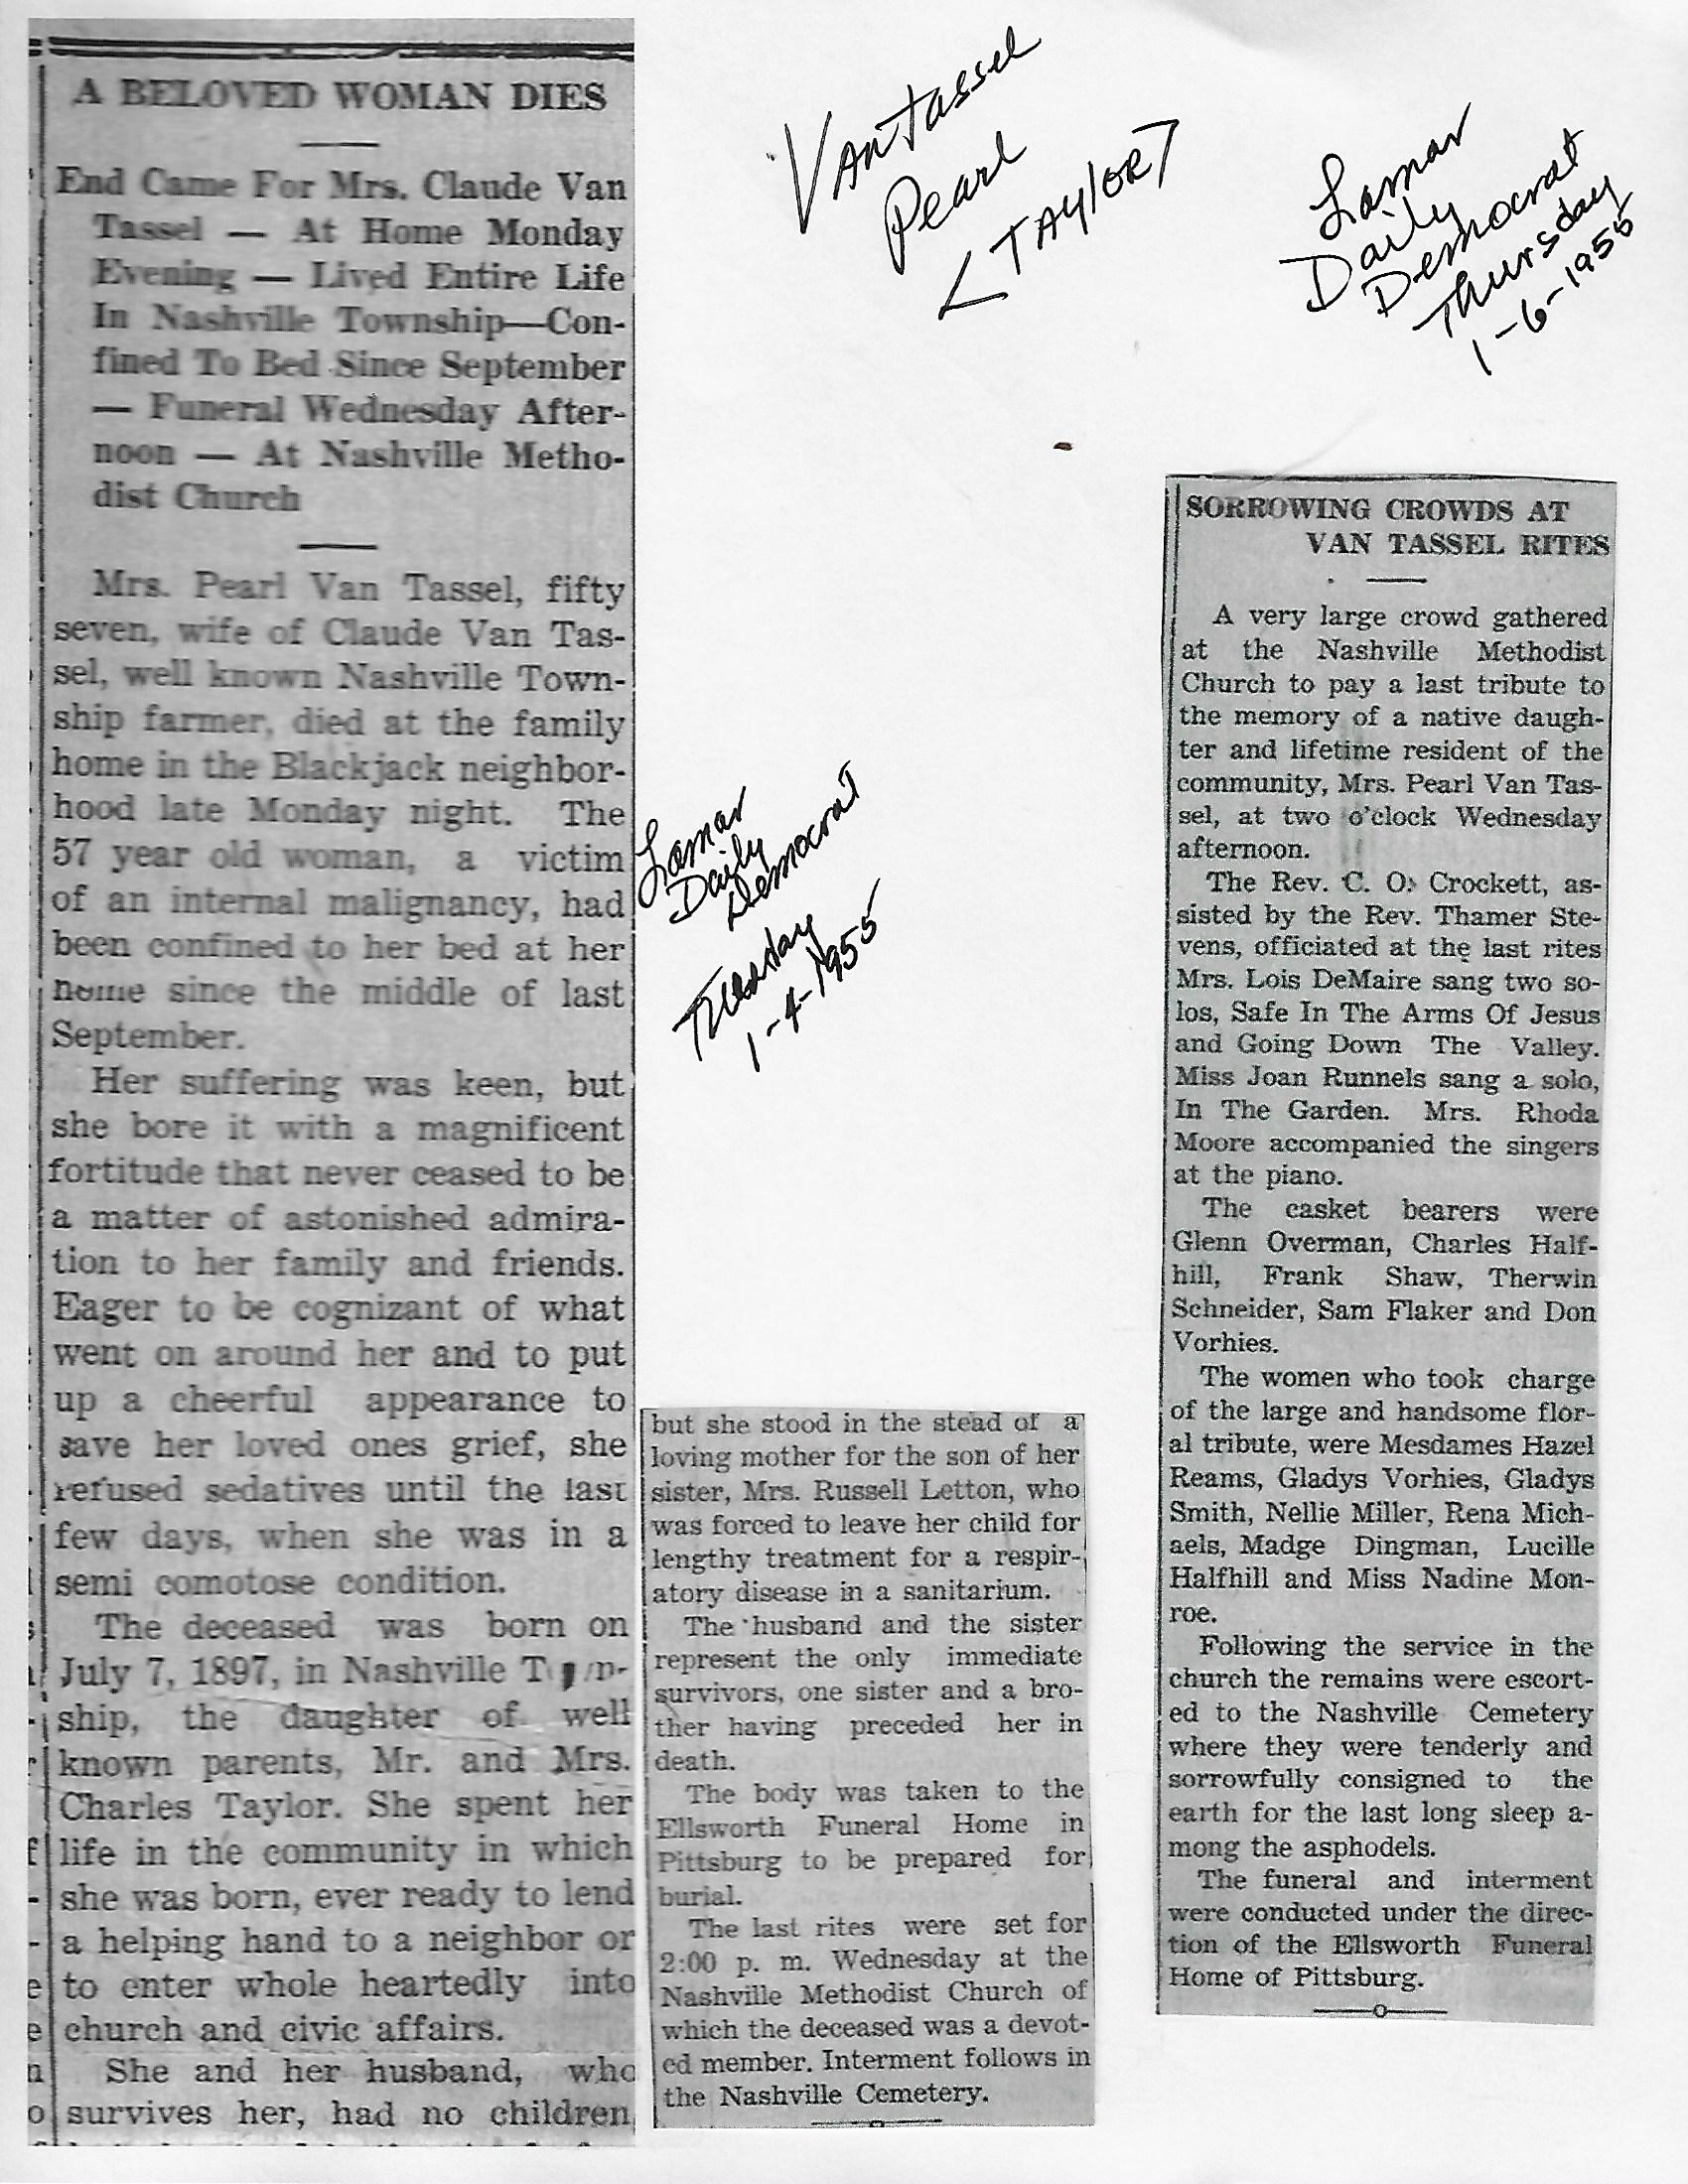 A BELOVED WOMAN DIES
End Came For Mrs. Claude Van
Tassel — At Home Monday
Evening — Lived Entire Life
In Nashville Township—Con-
fined To Bed Since September
— Funeral Wednesday After-
noon — At Nashville Metho-
dist Church
Mrs. Pearl Van Tassel, fifty
seven, wife of Claude Van Tas-
sel, well known Nashville Town-
ship farmer, died at the family
home in the Blackjack neighbor-
hood late Monday night. The
57 year old woman, a victim
of an internal malignancy, had
been confined to her bed at her
home since the middle of last
September.
Her suffering was keen, but
she bore it with a magnificent
fortitude that never ceased to be
a matter of astonished admira-
tion to her family and friends.
Eager to be cognizant of what
went on around her and to put
up a cheerful appearance to
save her loved ones grief, she
refused sedatives until the last
few days, when she was in a
semi comotose condition.
The deceased was born on
July 7, 1897, in Nashville Town-
ship, the daughter of well
known parents, Mr. and Mrs.
Charles Taylor. She spent her
life in the community in which
she was born, ever ready to lend
a helping hand to a neighbor or
to enter whole heartedly into
church and civic affairs.
She and her husband, who
survives her, had no children
but she stood in the stead of a
loving mother for the son of her
sister, Mrs. Russell Letton, who
was forced to leave her child for
lengthy treatment for a respir-
atory disease in a sanitarium.
The husband and the sister
represent the only immediate
survivors, one sister and a bro-
ther having preceded her in
death.
The body was taken to the
Ellsworth Funeral Home in
Pittsburg to be prepared for
burial.
The last rites were set for
2:00 p. m. Wednesday at the
Nashville Methodist Church of
which the deceased was a devot-
ed member. Interment follows in
the Nashville Cemetery.
Lamar
Daily
Democrat
Tuesday
1-4-1955
VanTassel
Pearl
<TAYlOR7
Lamar
Daily
Democrat
Thursday
1-6-1955
SORROWING CROWDS AT
VAN TASSEL RITES
A very large crowd gathered
at the Nashville Methodist
Church to pay a last tribute to
the memory of a native daugh-
ter and lifetime resident of the
community, Mrs. Pearl Van Tas-
sel, at two o'clock Wednesday
afternoon.
The Rev. C. O. Crockett, as-
sisted by the Rev. Thamer Ste-
vens, officiated at the last rites
Mrs. Lois DeMaire sang two so-
los, Safe In The Arms Of Jesus
and Going Down The Valley.
Miss Joan Runnels sang a solo,
In The Garden. Mrs. Rhoda
Moore accompanied the singers
at the piano.
The casket bearers were
Glenn Overman, Charles Half-
hill, Frank Shaw, Therwin
Schneider, Sam Flaker and Don
Vorhies.
The women who took charge
of the large and handsome flor-
al tribute, were Mesdames Hazel
Reams, Gladys Vorhies, Gladys
Smith, Nellie Miller, Rena Mich-
aels, Madge Dingman, Lucille
Halfhill and Miss Nadine Mon-
roe.
Following the service in the
church the remains were escort-
ed to the Nashville Cemetery
where they were tenderly and
sorrowfully consigned to the
earth for the last long sleep a-
mong the asphodels.
The funeral and interment
were conducted under the direc-
tion of the Ellsworth Funeral
Home of Pittsburg.